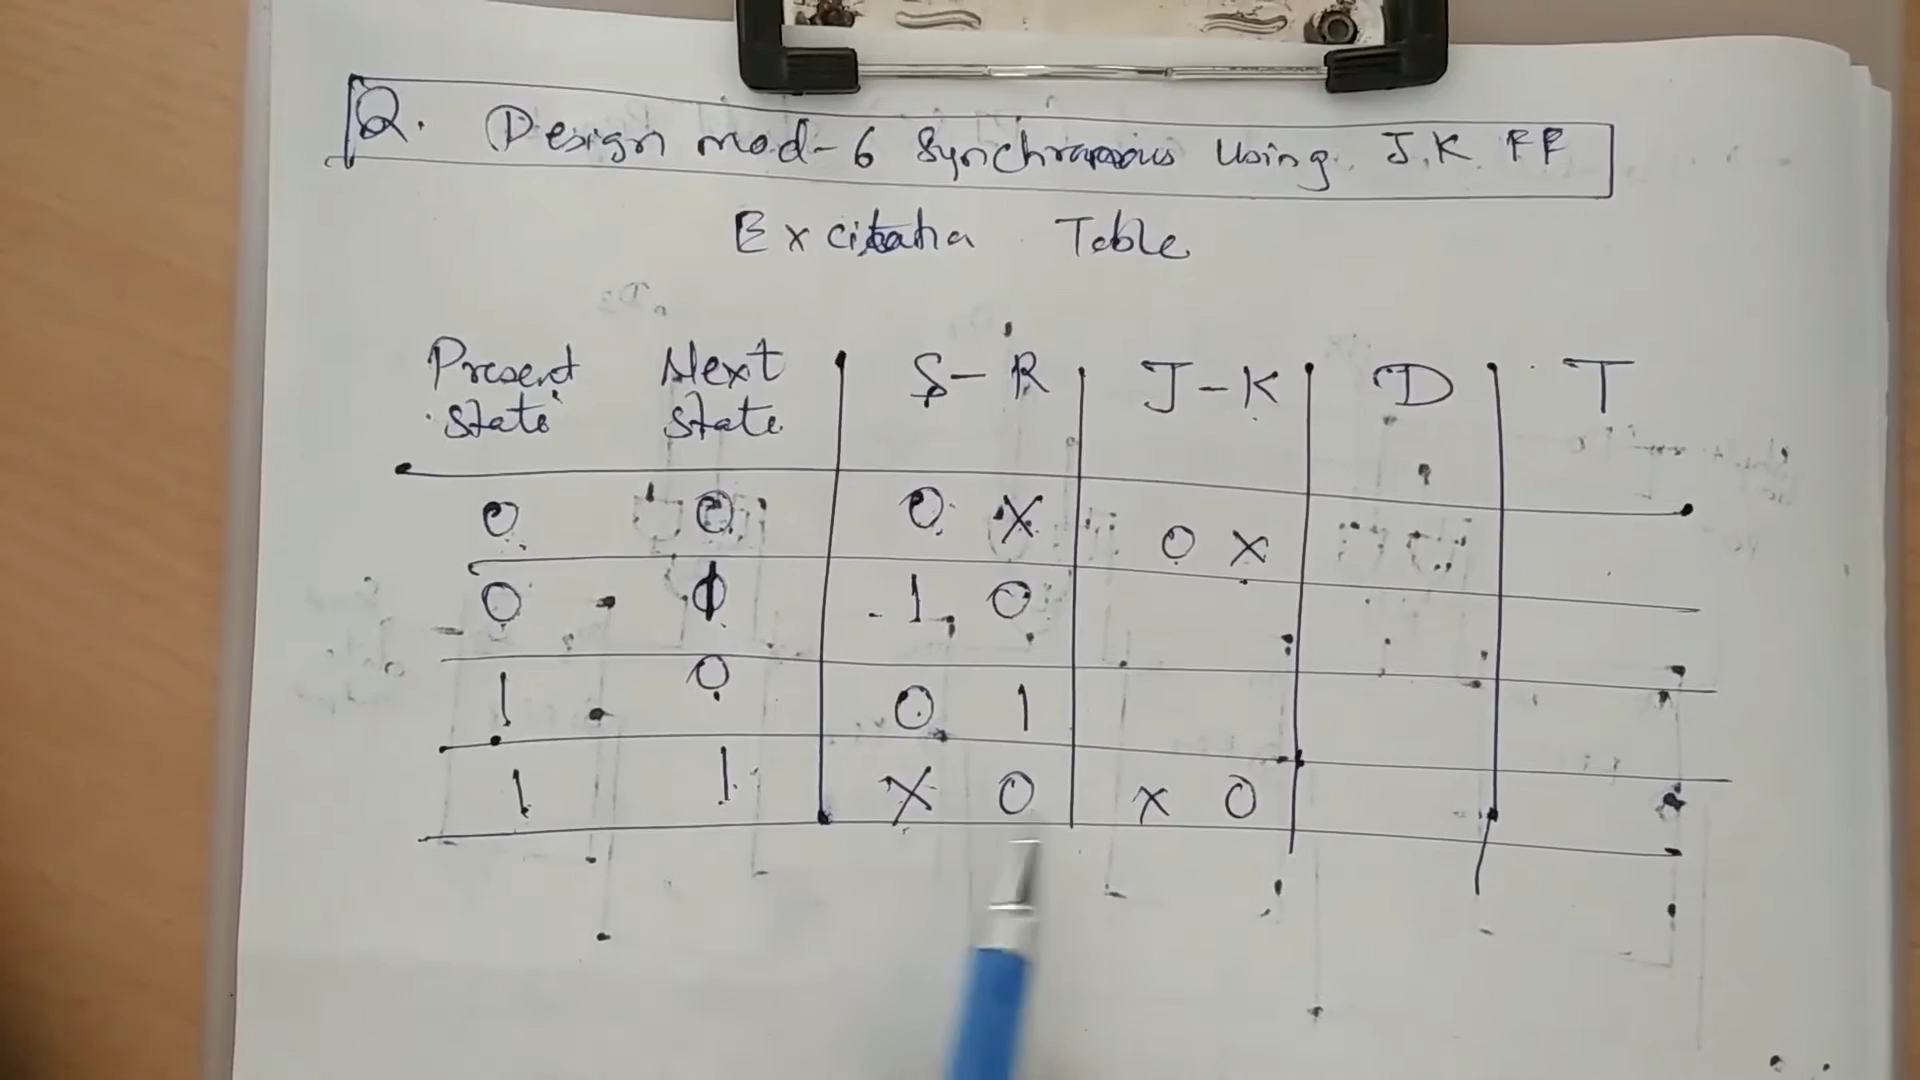 Q. Design mod-6 Synchronous Using J.K FF
Excitation Table
Present state Next state S-R J-K D T
0 0 0 X 0 X
0 1 1 0
1 0 0 1
1 1 X 0 X 0